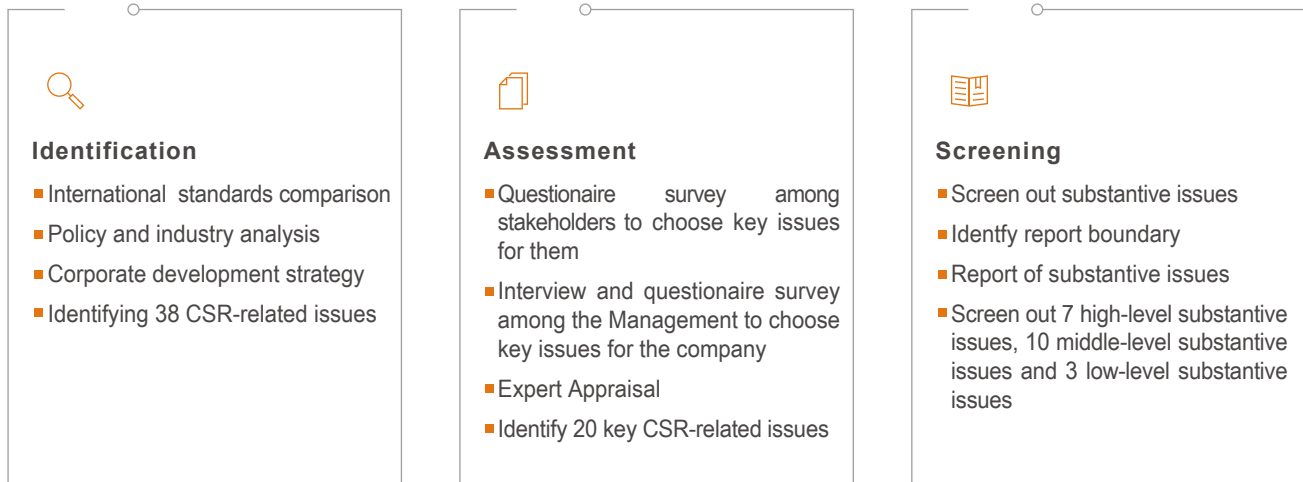 Identification
International standards comparison
Policy and industry analysis
Corporate development strategy
Identifying 38 CSR-related issues
Assessment
Questionaire survey among
stakeholders to choose key issues
for them
Interview and questionaire survey
among the Management to choose
key issues for the company
Expert Appraisal
Identify 20 key CSR-related issues
Screening
Screen out substantive issues
Identfy report boundary
Report of substantive issues
Screen out 7 high-level substantive
issues, 10 middle-level substantive
issues and 3 low-level substantive
issues